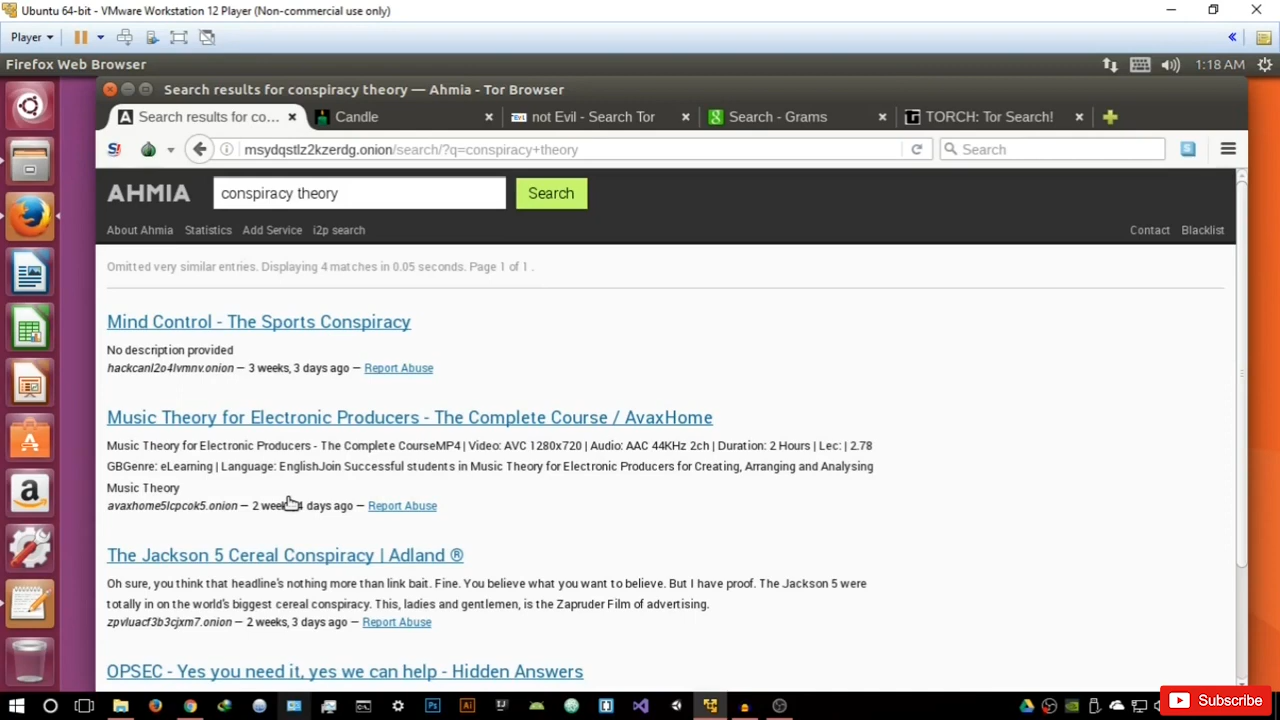 Ubuntu 64-bit - VMware Workstation 12 Player (Non-commercial use only)
Player
Firefox Web Browser
1:18 AM
Search results for conspiracy theory — Ahmia - Tor Browser
Search results for co...
Candle
not Evil - Search Tor
Search - Grams
TORCH: Tor Search!
msydqstlz2kzerdg.onion/search/?q=conspiracy+theory
Search
AHMIA
conspiracy theory
Search
About Ahmia
Statistics
Add Service
i2p search
Contact
Blacklist
Omitted very similar entries. Displaying 4 matches in 0.05 seconds. Page 1 of 1 .
Mind Control - The Sports Conspiracy
No description provided
hackcanl2o4lvmnv.onion — 3 weeks, 3 days ago — Report Abuse
Music Theory for Electronic Producers - The Complete Course / AvaxHome
Music Theory for Electronic Producers - The Complete CourseMP4 | Video: AVC 1280x720 | Audio: AAC 44KHz 2ch | Duration: 2 Hours | Lec: | 2.78
GBGenre: eLearning | Language: EnglishJoin Successful students in Music Theory for Electronic Producers for Creating, Arranging and Analysing
Music Theory
avaxhome5lcpcok5.onion — 2 days ago — Report Abuse
The Jackson 5 Cereal Conspiracy | Adland ®
Oh sure, you think that headline's nothing more than link bait. Fine. You believe what you want to believe. But I have proof. The Jackson 5 were
totally in on the world's biggest cereal conspiracy. This, ladies and gentlemen, is the Zapruder Film of advertising.
zpvluacf3b3cjxm7.onion — 2 weeks, 3 days ago — Report Abuse
OPSEC - Yes you need it, yes we can help - Hidden Answers
Subscribe